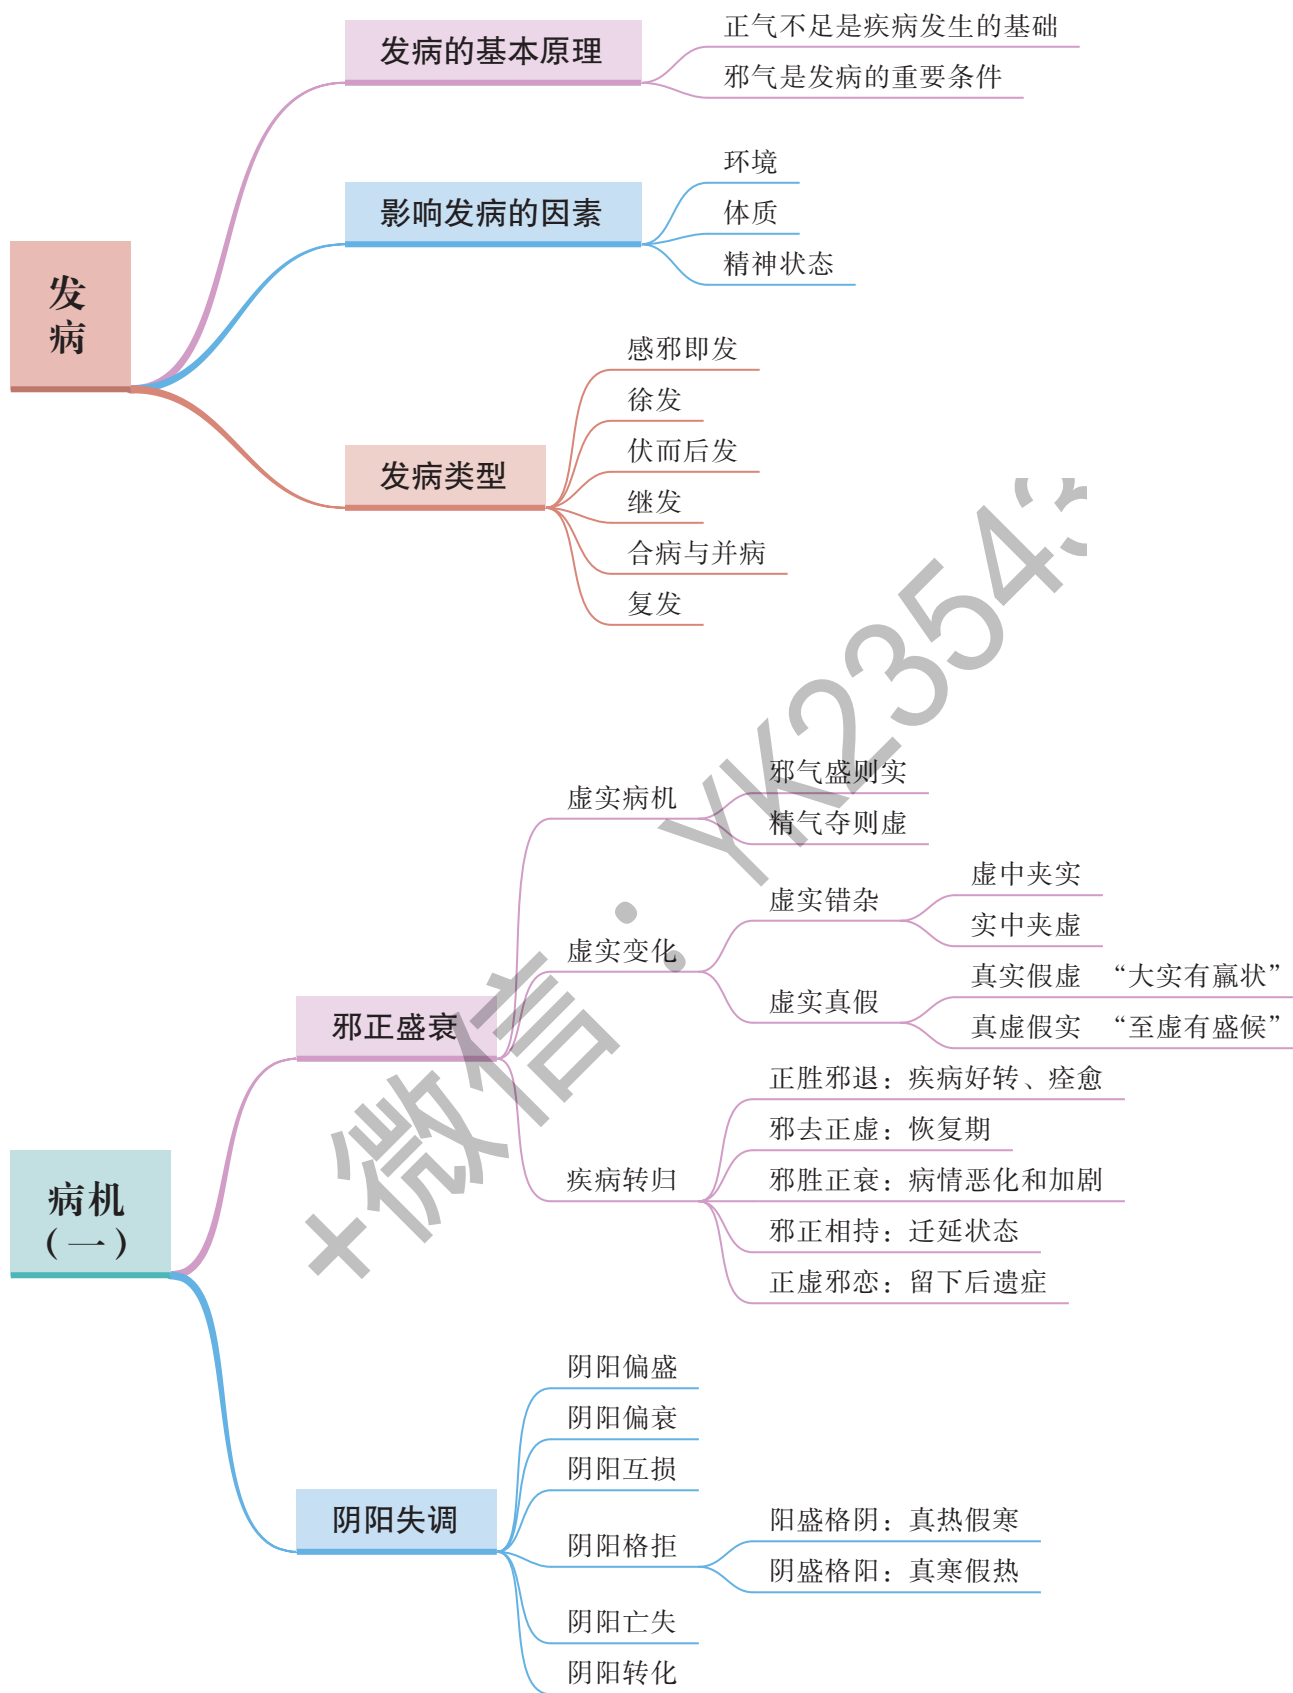 发病的基本原理
正气不足是疾病发生的基础
邪气是发病的重要条件
影响发病的因素
环境
体质
精神状态
发
病
发病类型
感邪即发
徐发
伏而后发
继发
合病与并病
复发
邪正盛衰
虚实病机
邪气盛则实
精气夺则虚
虚实变化
虚实错杂
虚中夹实
实中夹虚
虚实真假
真实假虚 “大实有羸状”
真虚假实 “至虚有盛候”
疾病转归
正胜邪退：疾病好转、痊愈
邪去正虚：恢复期
邪胜正衰：病情恶化和加剧
邪正相持：迁延状态
正虚邪恋：留下后遗症
病机
（一）
阴阳失调
阴阳偏盛
阴阳偏衰
阴阳互损
阴阳格拒
阳盛格阴：真热假寒
阴盛格阳：真寒假热
阴阳亡失
阴阳转化
+微信：YK23543